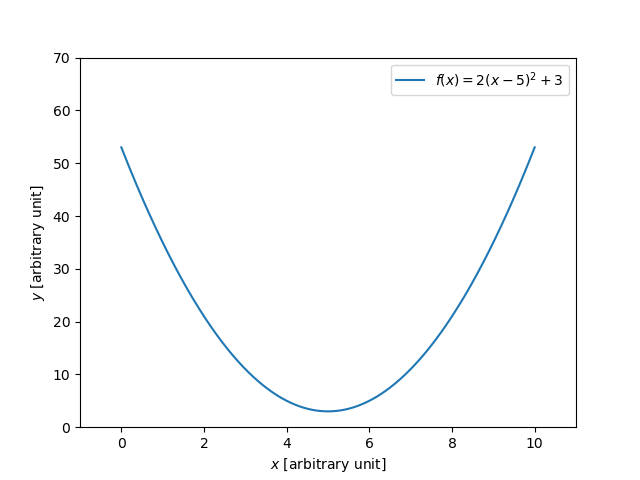 f(x) = 2(x − 5)² + 3
70
60
50
40
30
20
10
0
y [arbitrary unit]
0 2 4 6 8 10
x [arbitrary unit]